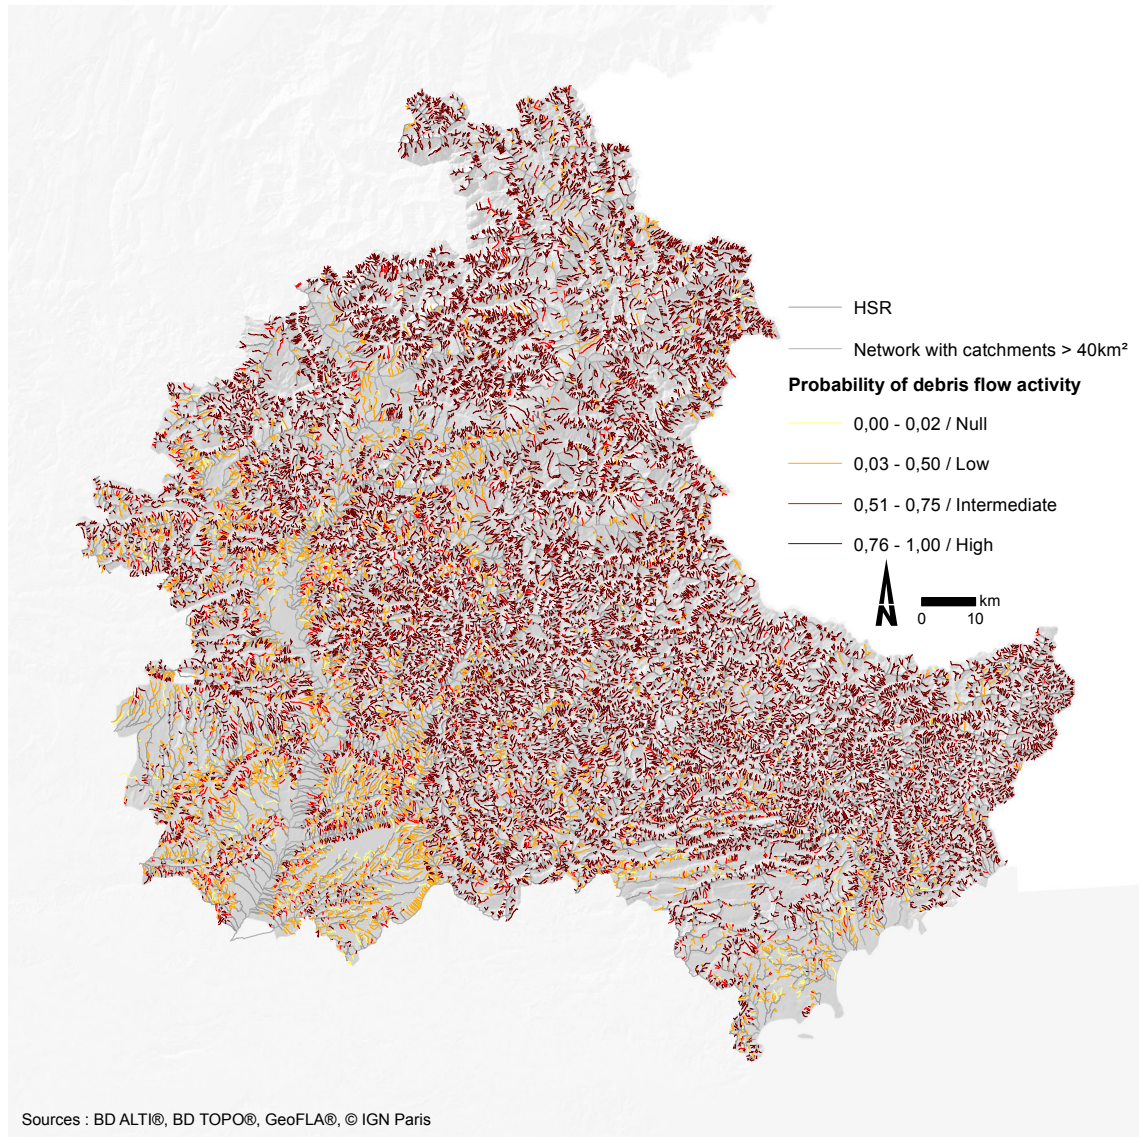 HSR
Network with catchments > 40km²
Probability of debris flow activity
0,00 - 0,02 / Null
0,03 - 0,50 / Low
0,51 - 0,75 / Intermediate
0,76 - 1,00 / High
N
km
0 10
Sources : BD ALTI®, BD TOPO®, GeoFLA®, © IGN Paris